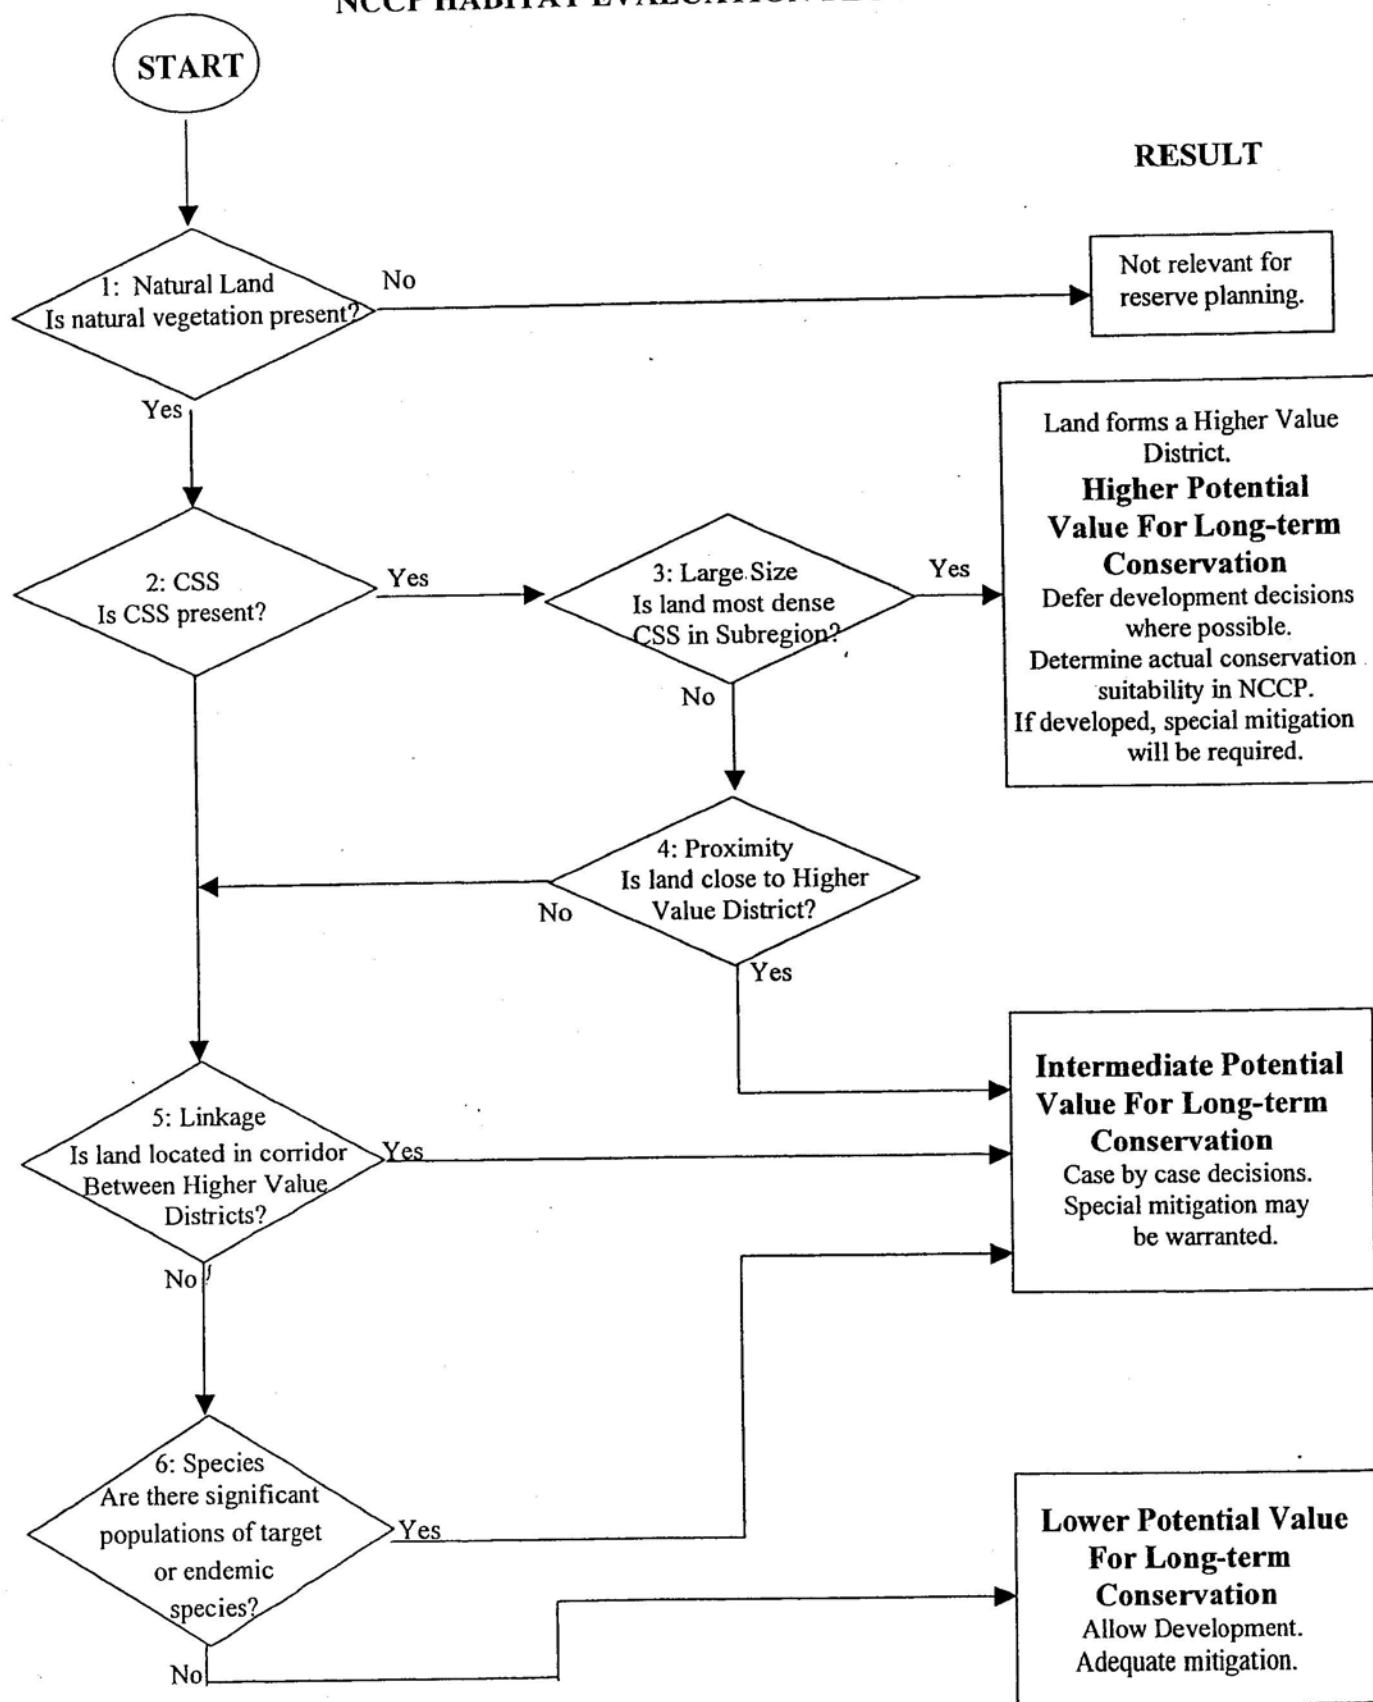 NCCP HABITAT EVALUATION
START
RESULT
1: Natural Land
Is natural vegetation present?
No
Yes
Not relevant for
reserve planning.
2: CSS
Is CSS present?
Yes
3: Large Size
Is land most dense
CSS in Subregion?
Yes
No
Land forms a Higher Value
District.
Higher Potential
Value For Long-term
Conservation
Defer development decisions
where possible.
Determine actual conservation
suitability in NCCP.
If developed, special mitigation
will be required.
4: Proximity
Is land close to Higher
Value District?
No
Yes
5: Linkage
Is land located in corridor
Between Higher Value
Districts?
Yes
No
Intermediate Potential
Value For Long-term
Conservation
Case by case decisions.
Special mitigation may
be warranted.
6: Species
Are there significant
populations of target
or endemic
species?
Yes
No
Lower Potential Value
For Long-term
Conservation
Allow Development.
Adequate mitigation.